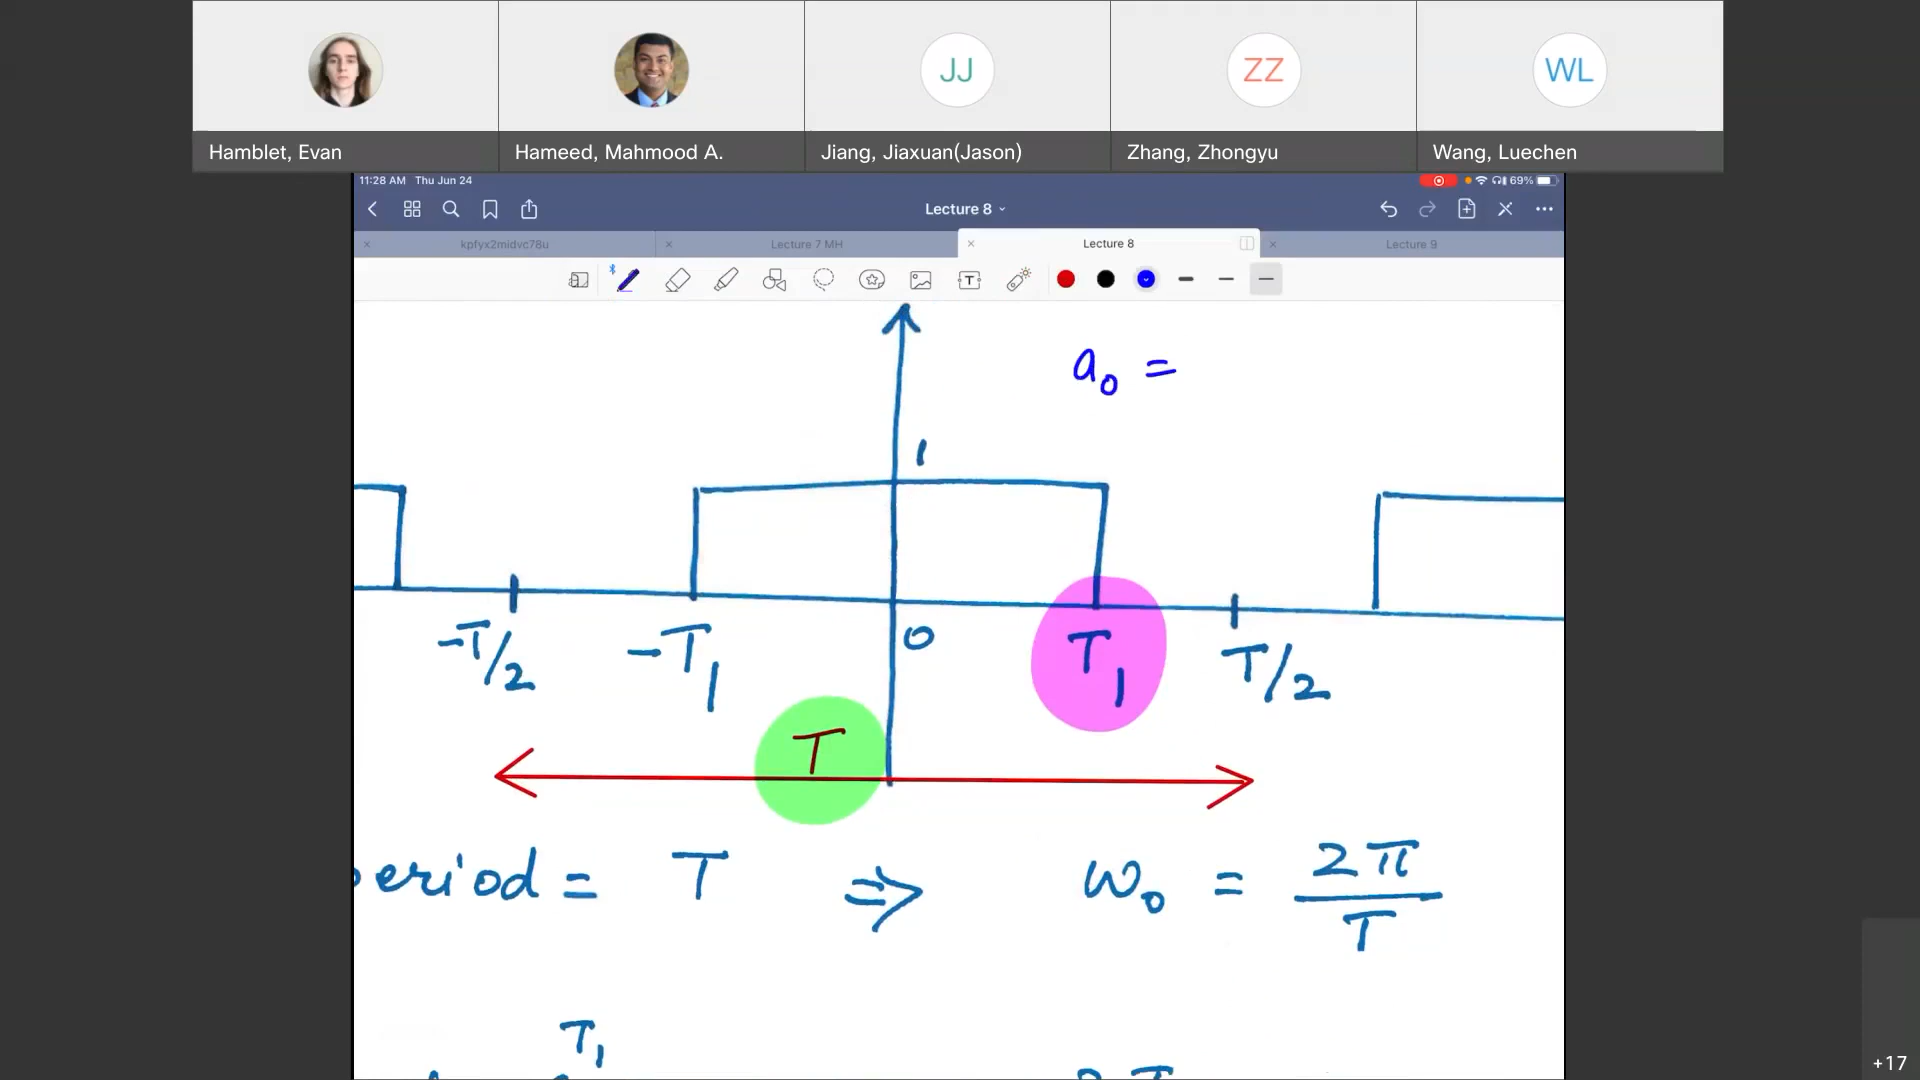 JJ ZZ WL
Hamblet, Evan Hameed, Mahmood A. Jiang, Jiaxuan(Jason) Zhang, Zhongyu Wang, Luechen
11:28 AM Thu Jun 24 69%
Lecture 8
kpfyx2midvc78u Lecture 7 MH Lecture 8 Lecture 9
a₀ =
1
-T/2 -T₁ 0 T₁ T/2
T
period = T ⇒ ω₀ = 2π/T
T₁
+17